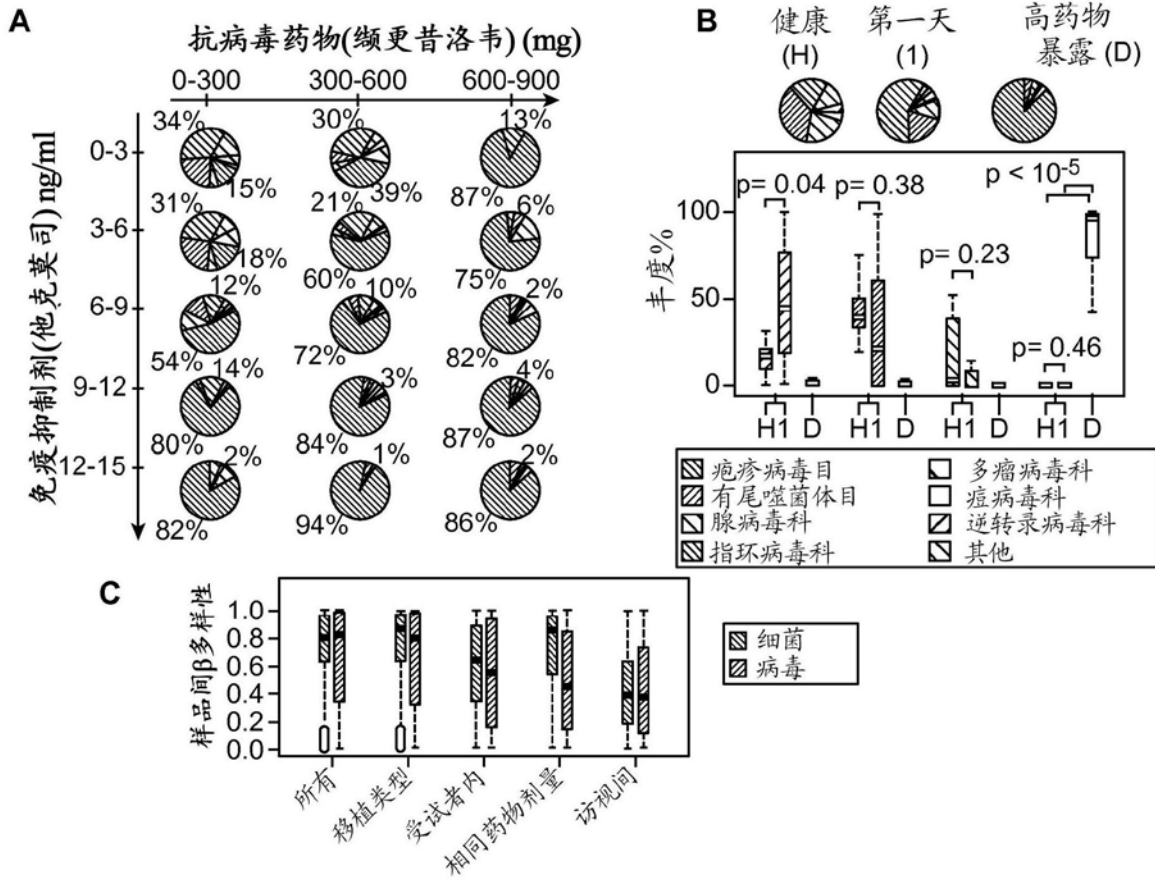 A
抗病毒药物(缬更昔洛韦) (mg)
0-300 300-600 600-900
免疫抑制剂(他克莫司) ng/ml
0-3
34% 30% 13%
15% 39% 87%
3-6
31% 21% 6%
18% 60% 75%
6-9
12% 10% 2%
54% 72% 82%
9-12
14% 3% 4%
80% 84% 87%
12-15
2% 1% 2%
82% 94% 86%
B
健康
(H)
第一天
(1)
高药物
暴露 (D)
丰度%
100
50
0
p= 0.04
p= 0.38
p= 0.23
p= 0.46
p < 10-5
H1 D H1 D H1 D H1 D
疱疹病毒目
有尾噬菌体目
腺病毒科
指环病毒科
多瘤病毒科
痘病毒科
逆转录病毒科
其他
C
样品间β多样性
1.0
0.8
0.6
0.4
0.2
0.0
所有
移植类型
受试者内
相同药物剂量
访视间
细菌
病毒